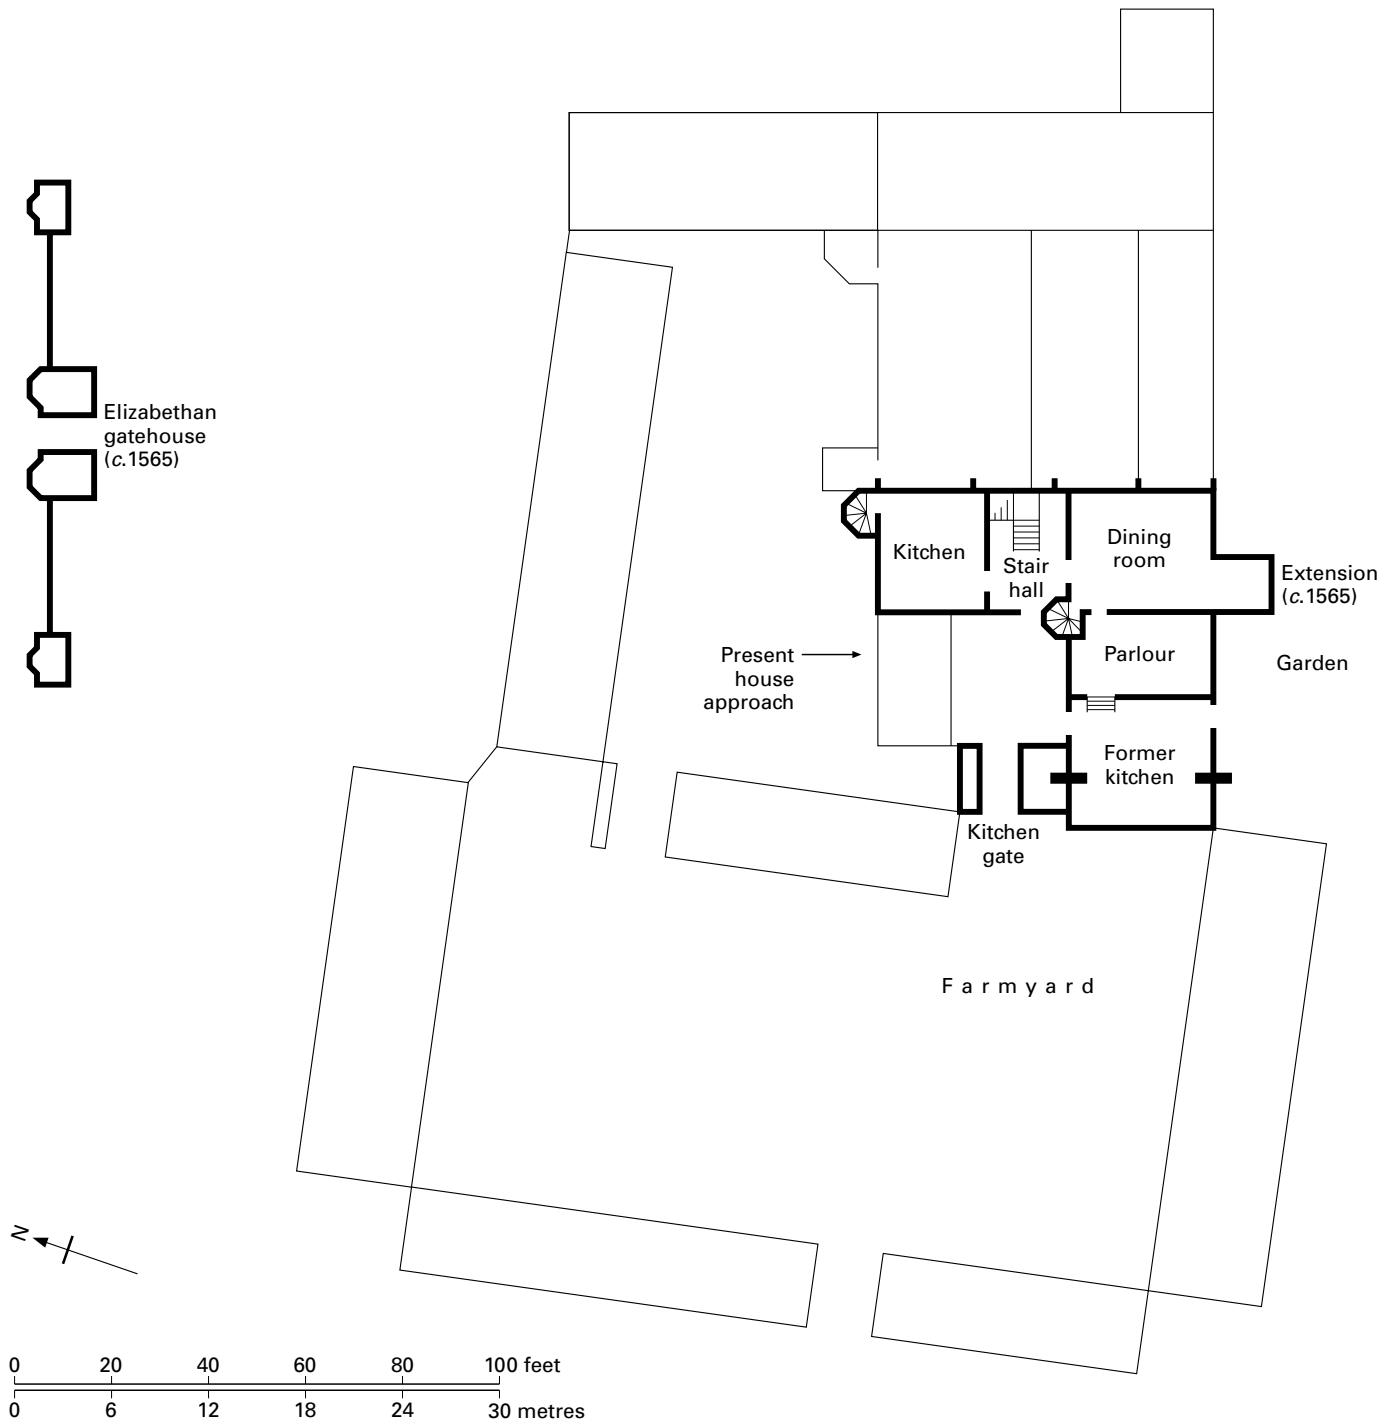 Elizabethan
gatehouse
(c.1565)
Kitchen
Stair
hall
Dining
room
Extension
(c.1565)
Present
house
approach
Parlour
Garden
Former
kitchen
Kitchen
gate
Farmyard
N
0 20 40 60 80 100 feet
0 6 12 18 24 30 metres